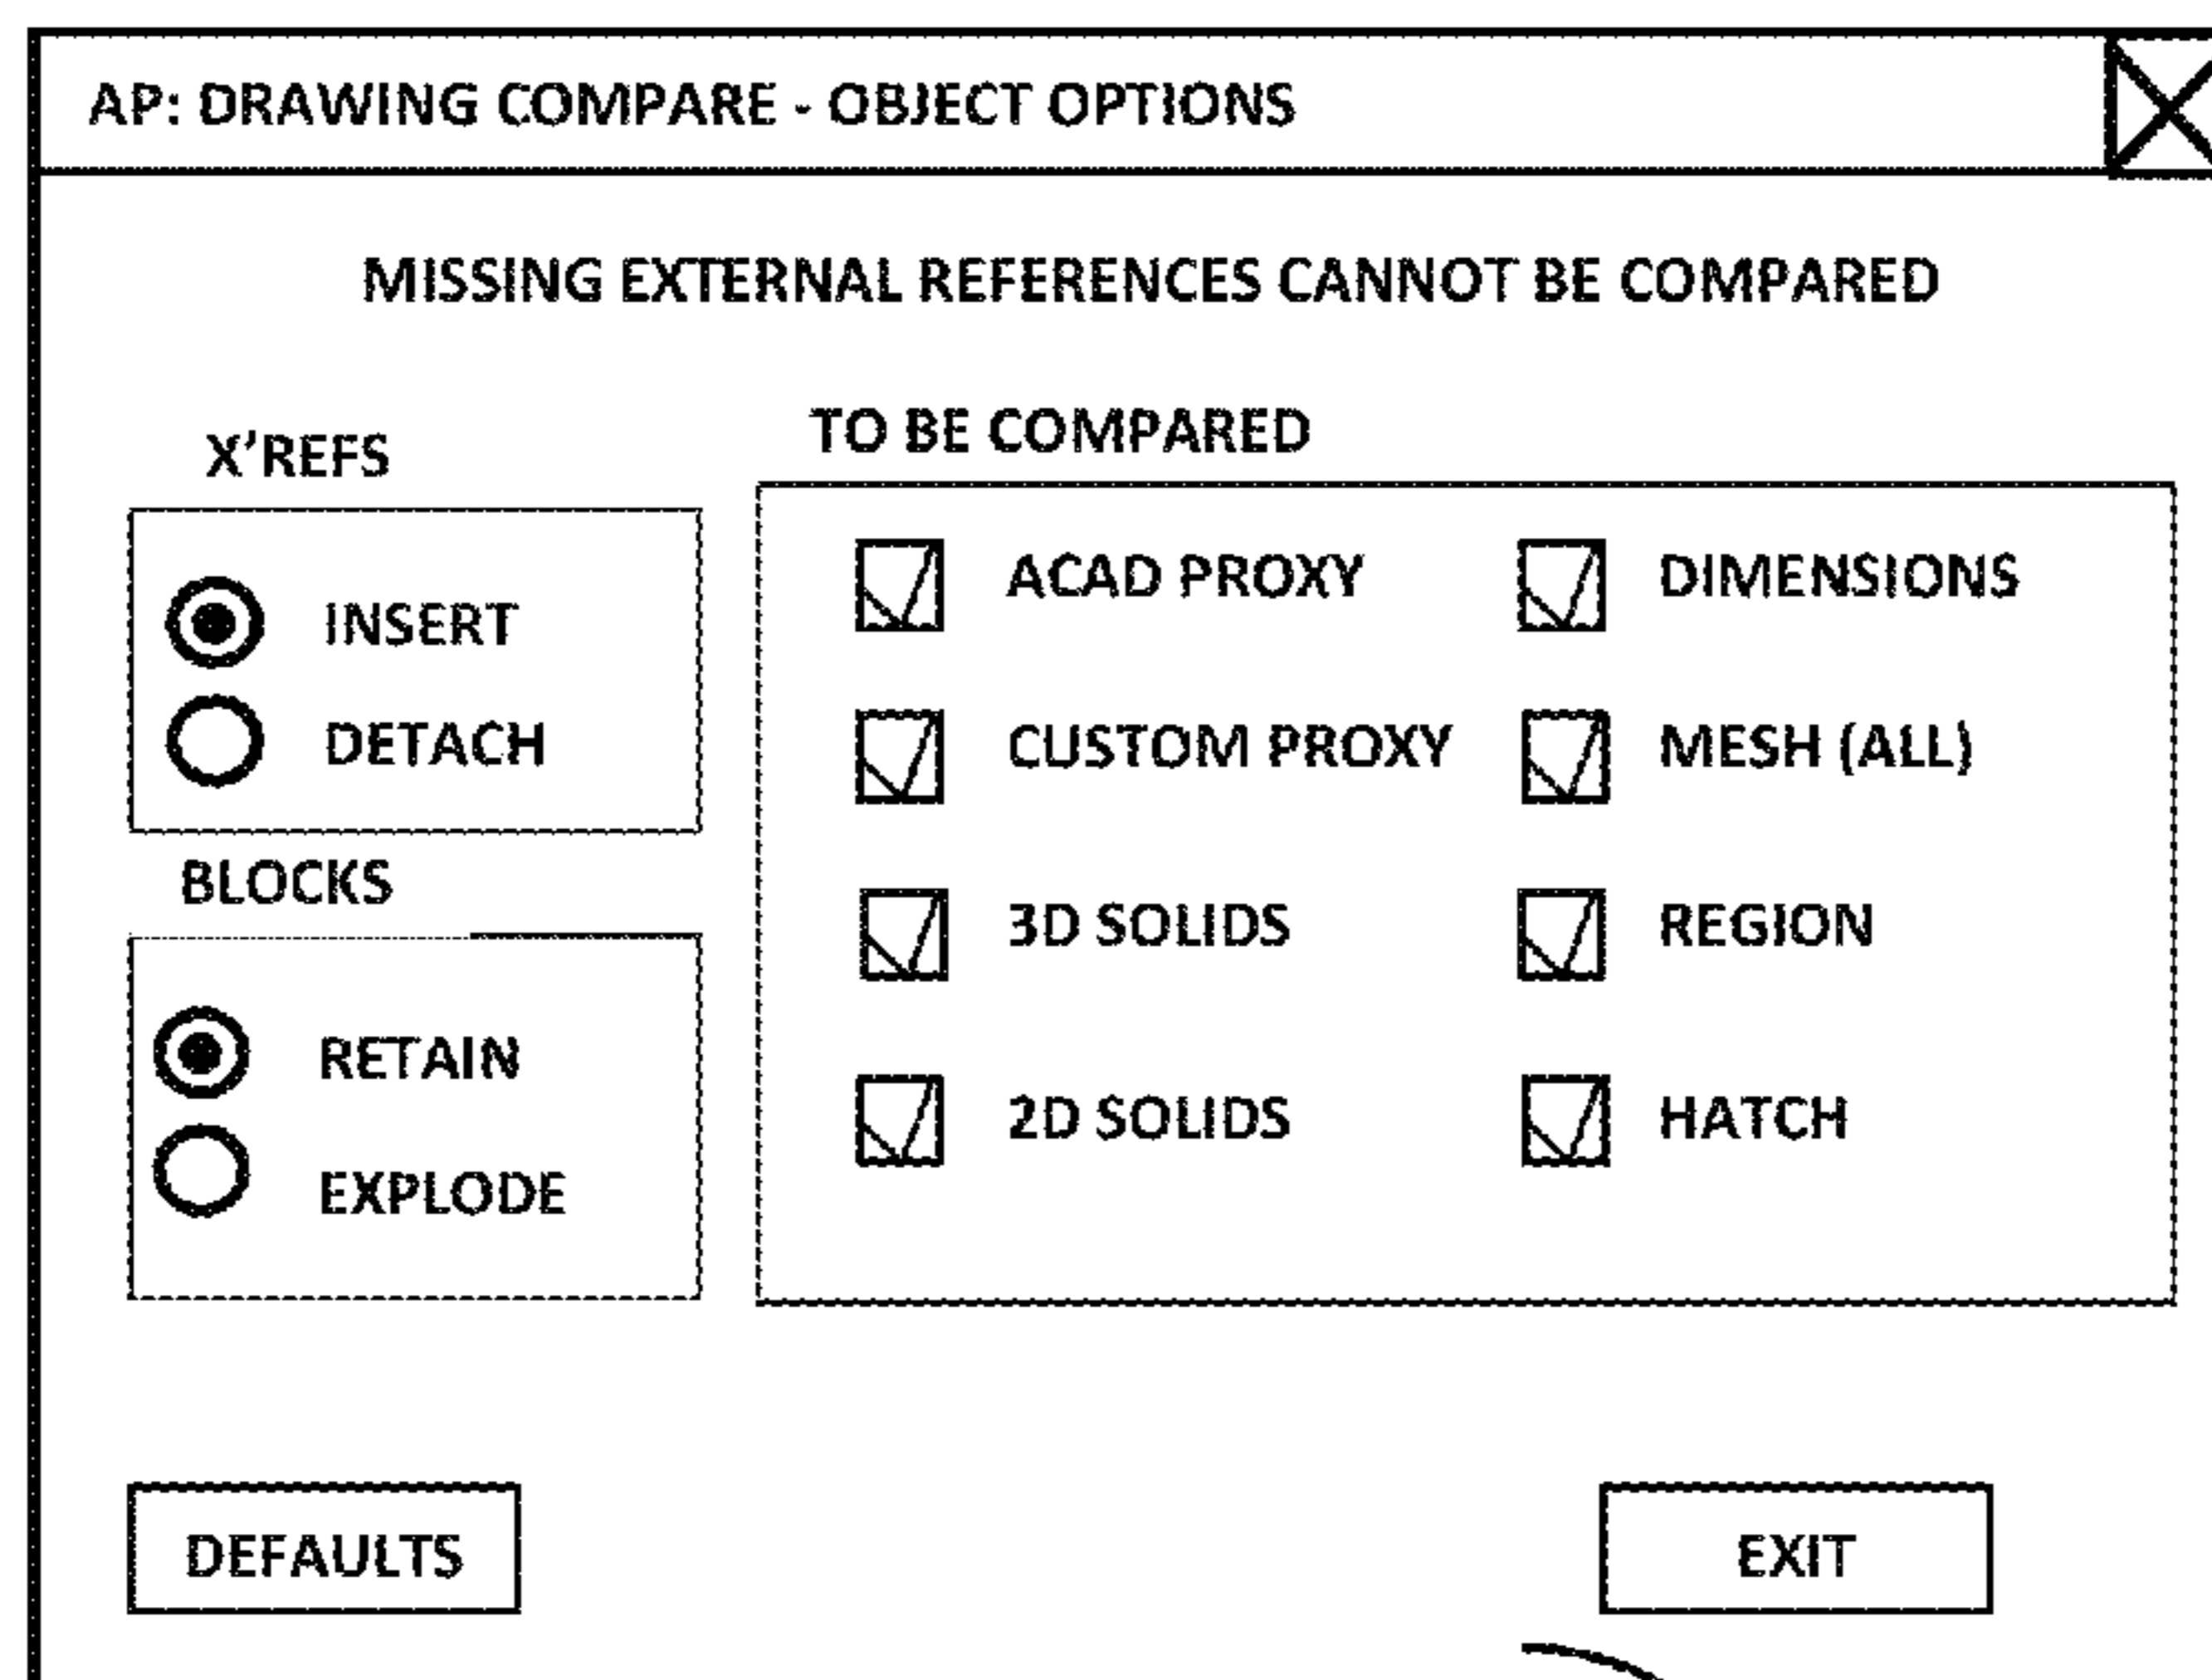 AP: DRAWING COMPARE - OBJECT OPTIONS
MISSING EXTERNAL REFERENCES CANNOT BE COMPARED
X'REFS
INSERT
DETACH
BLOCKS
RETAIN
EXPLODE
TO BE COMPARED
ACAD PROXY
DIMENSIONS
CUSTOM PROXY
MESH (ALL)
3D SOLIDS
REGION
2D SOLIDS
HATCH
DEFAULTS
EXIT